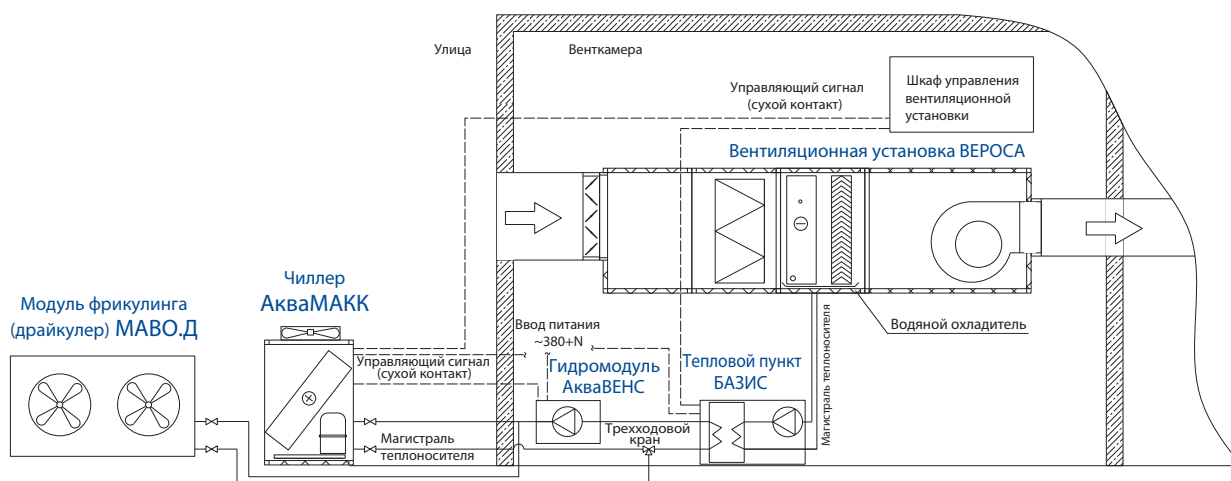 Улица
Венткамера
Шкаф управления
вентиляционной
установки
Управляющий сигнал
(сухой контакт)
Вентиляционная установка ВЕРОСА
Чиллер
АкваМАКК
Модуль фрикулинга
(драйкулер) МАВО.Д
Ввод питания
~380+N
Водяной охладитель
Управляющий сигнал
(сухой контакт)
Гидромодуль
АкваВЕНС
Тепловой пункт
БАЗИС
Магистраль теплоносителя
Трехходовой
кран
Магистраль
теплоносителя